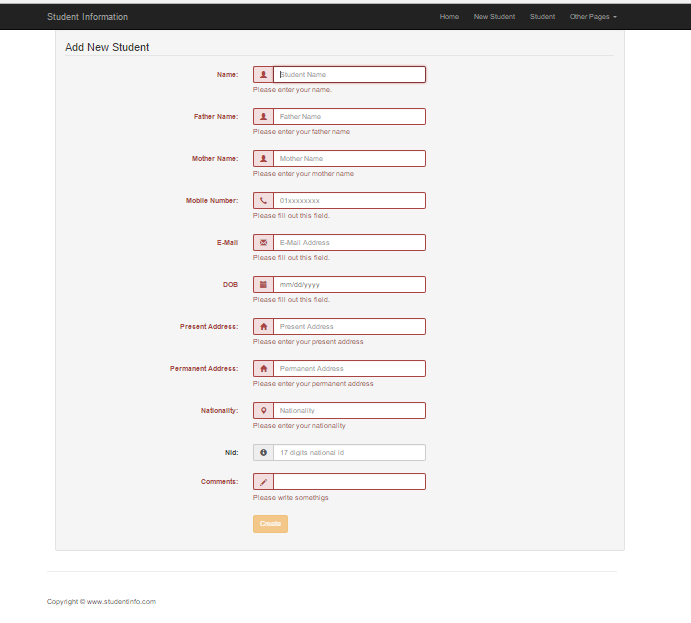 Student Information
Home New Student Student Other Pages
Add New Student
Name: Student Name
Please enter your name.
Father Name: Father Name
Please enter your father name
Mother Name: Mother Name
Please enter your mother name
Mobile Number: 01xxxxxxxx
Please fill out this field.
E-Mail E-Mail Address
Please fill out this field.
DOB mm/dd/yyyy
Please fill out this field.
Present Address: Present Address
Please enter your present address
Permanent Address: Permanent Address
Please enter your permanent address
Nationality: Nationality
Please enter your nationality
Nid: 17 digits national id
Comments:
Please write somethigs
Create
Copyright © www.studentinfo.com